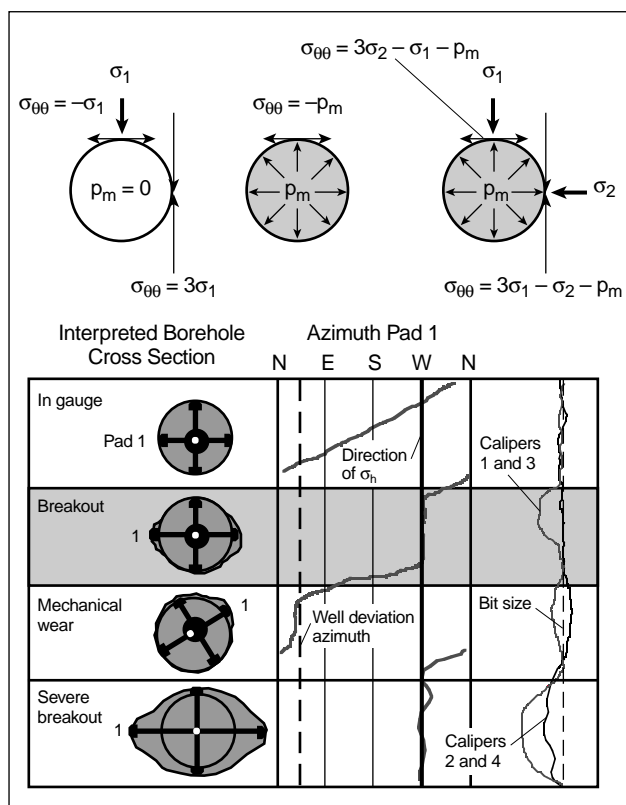 σθθ = 3σ2 – σ1 – pm
σ1
σ1
σθθ = –σ1
σθθ = –pm
pm = 0
pm
pm
σ2
σθθ = 3σ1
σθθ = 3σ1 – σ2 – pm
Interpreted Borehole
Cross Section
Azimuth Pad 1
N E S W N
In gauge
Pad 1
Direction
of σh
Calipers
1 and 3
Breakout
1
Mechanical
wear
1
Well deviation
azimuth
Bit size
Severe
breakout
1
Calipers
2 and 4